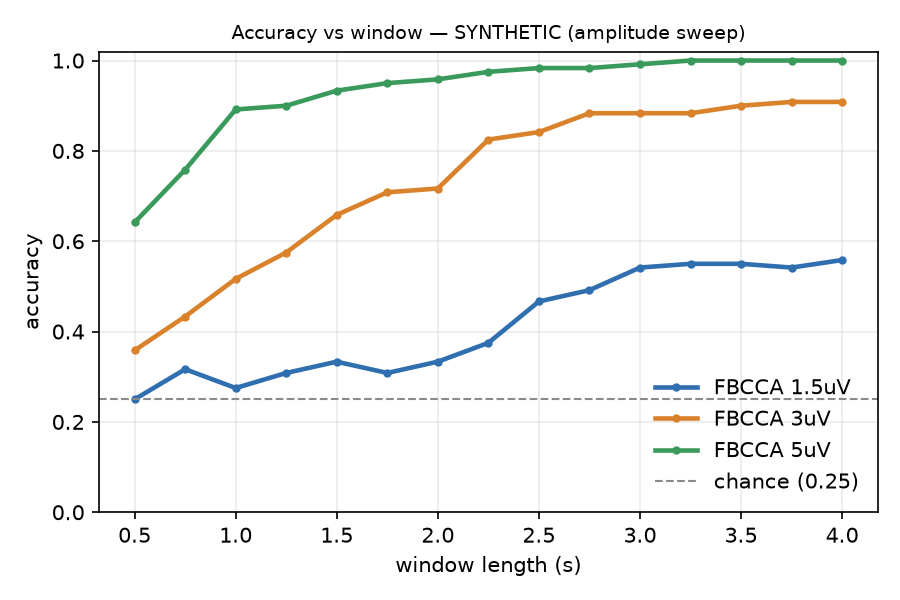 Accuracy vs window — SYNTHETIC (amplitude sweep)
accuracy
1.0
0.8
0.6
0.4
0.2
0.0
FBCCA 1.5uV
FBCCA 3uV
FBCCA 5uV
chance (0.25)
0.5 1.0 1.5 2.0 2.5 3.0 3.5 4.0
window length (s)